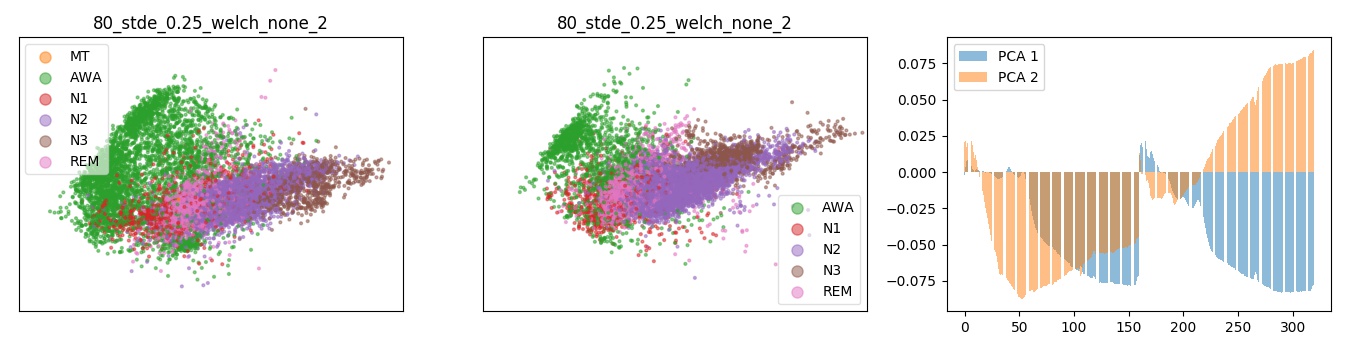 80_stde_0.25_welch_none_2
MT
AWA
N1
N2
N3
REM
80_stde_0.25_welch_none_2
AWA
N1
N2
N3
REM
PCA 1
PCA 2
0.075
0.050
0.025
0.000
−0.025
−0.050
−0.075
0 50 100 150 200 250 300